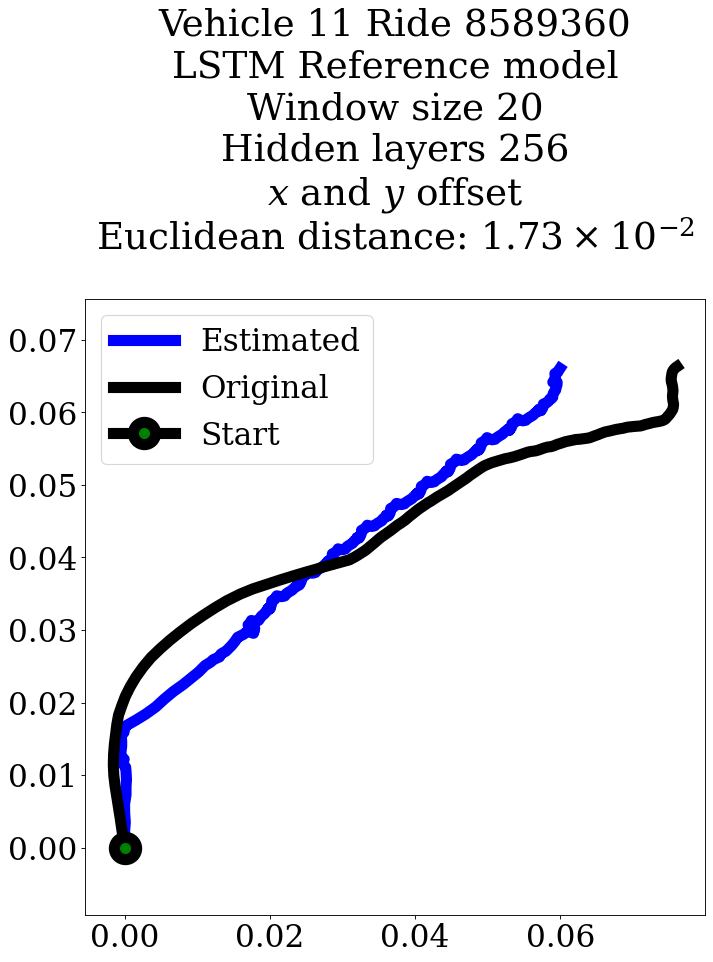 Vehicle 11 Ride 8589360
LSTM Reference model
Window size 20
Hidden layers 256
x and y offset
Euclidean distance: 1.73 × 10⁻²
Estimated
Original
Start
0.07
0.06
0.05
0.04
0.03
0.02
0.01
0.00
0.00 0.02 0.04 0.06